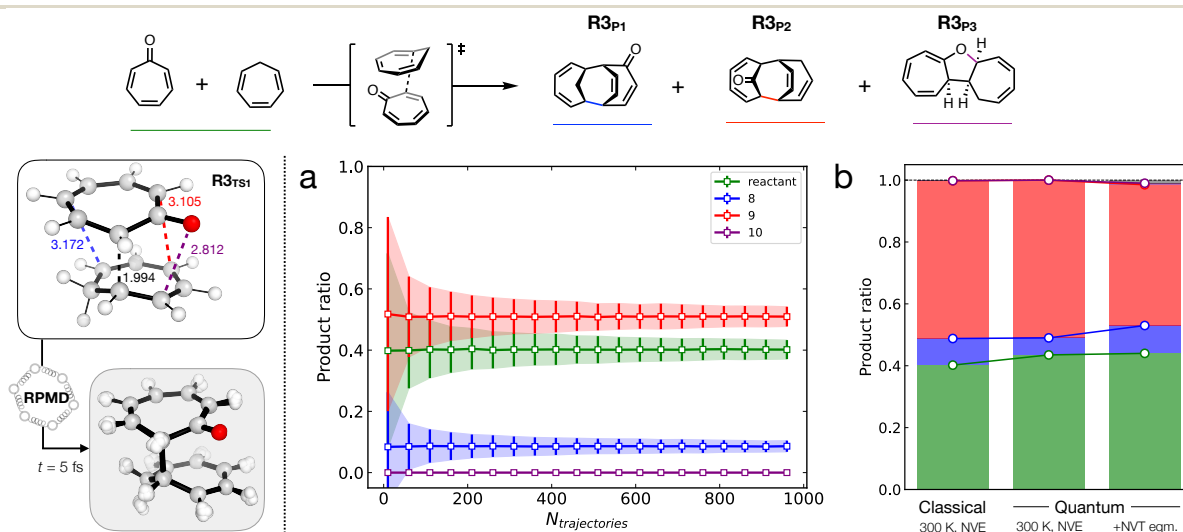 R3P1
R3P2
R3P3
O
+
O
‡
O
+
O
+
O
H
H
H
R3TS1
3.105
3.172
2.812
1.994
RPMD
t = 5 fs
a
Product ratio
1.0
0.8
0.6
0.4
0.2
0.0
reactant
8
9
10
0
200
400
600
800
1000
Ntrajectories
b
Product ratio
1.0
0.8
0.6
0.4
0.2
0.0
Classical
Quantum
300 K, NVE
300 K, NVE
+NVT eqm.